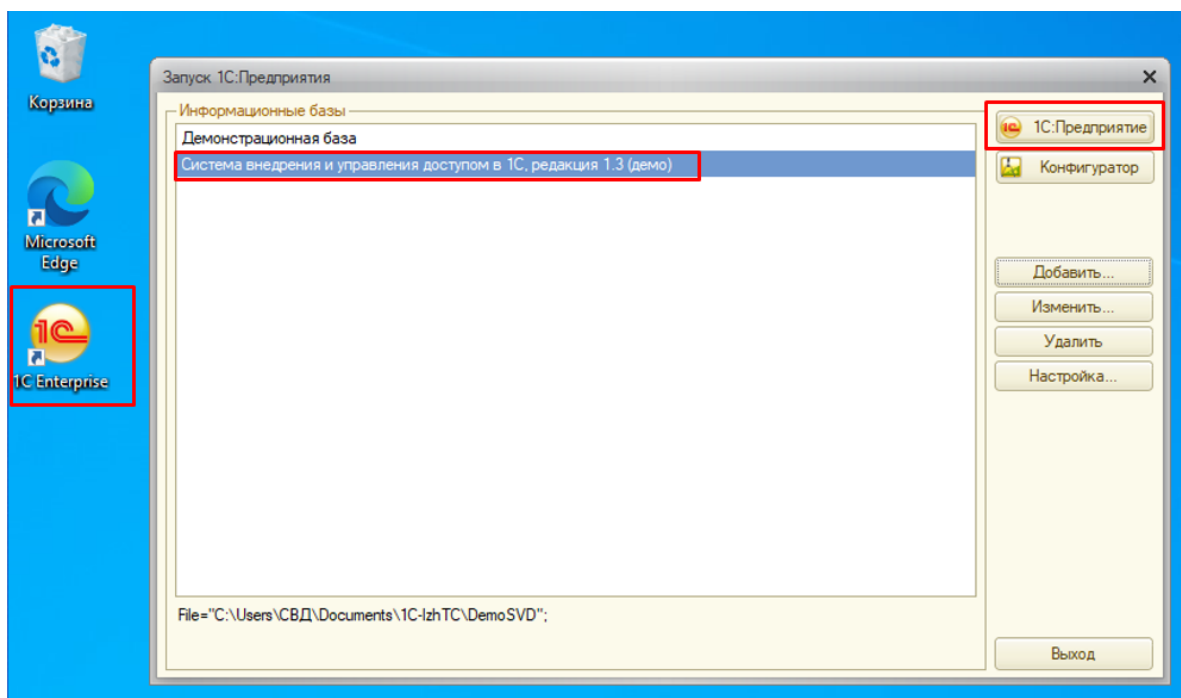 Корзина
Microsoft
Edge
1C Enterprise
Запуск 1С:Предприятия
Информационные базы
Демонстрационная база
Система внедрения и управления доступом в 1С, редакция 1.3 (демо)
File="C:\Users\СВД\Documents\1C-IzhTC\DemoSVD";
1С:Предприятие
Конфигуратор
Добавить...
Изменить...
Удалить
Настройка...
Выход